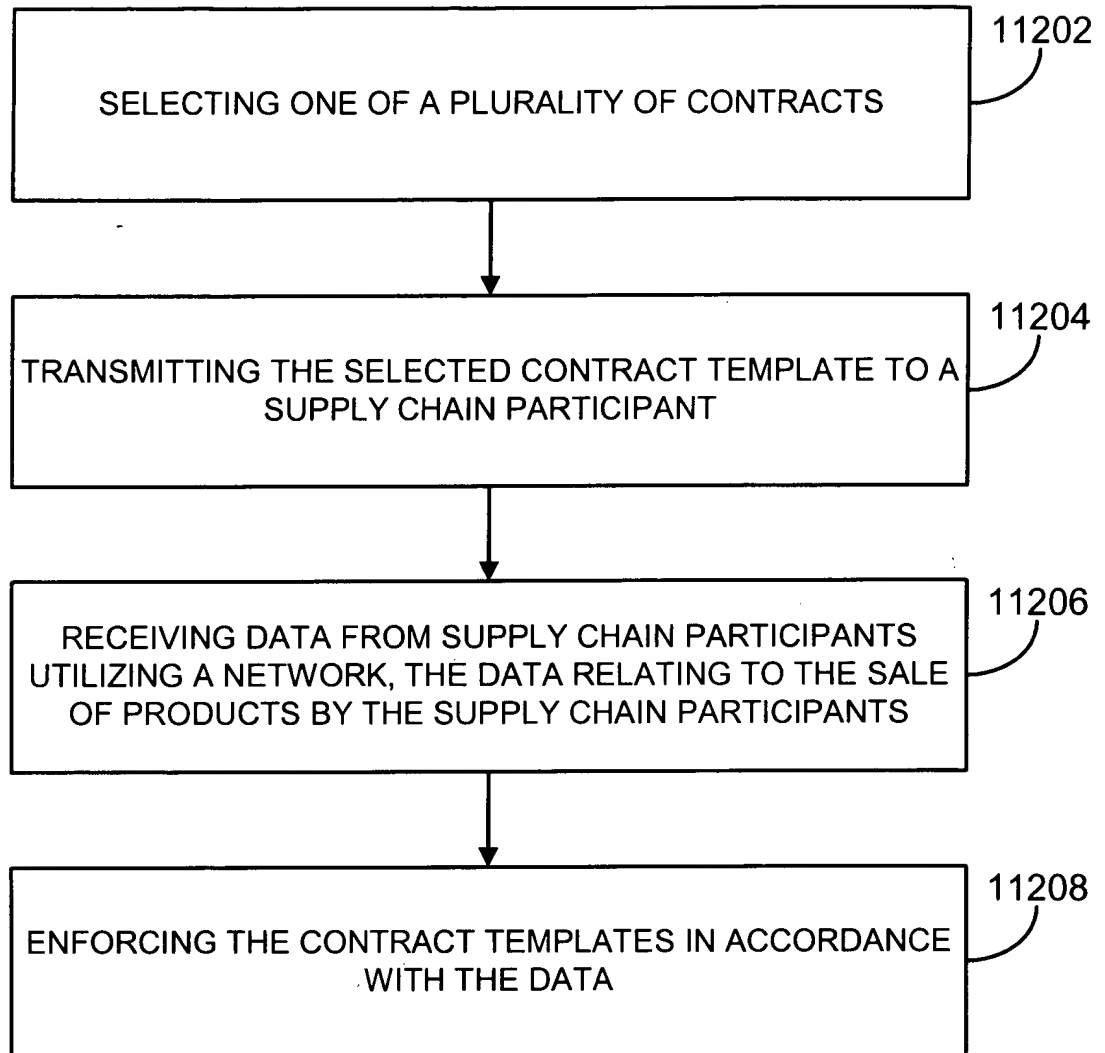 11202
SELECTING ONE OF A PLURALITY OF CONTRACTS
11204
TRANSMITTING THE SELECTED CONTRACT TEMPLATE TO A
SUPPLY CHAIN PARTICIPANT
11206
RECEIVING DATA FROM SUPPLY CHAIN PARTICIPANTS
UTILIZING A NETWORK, THE DATA RELATING TO THE SALE
OF PRODUCTS BY THE SUPPLY CHAIN PARTICIPANTS
11208
ENFORCING THE CONTRACT TEMPLATES IN ACCORDANCE
WITH THE DATA